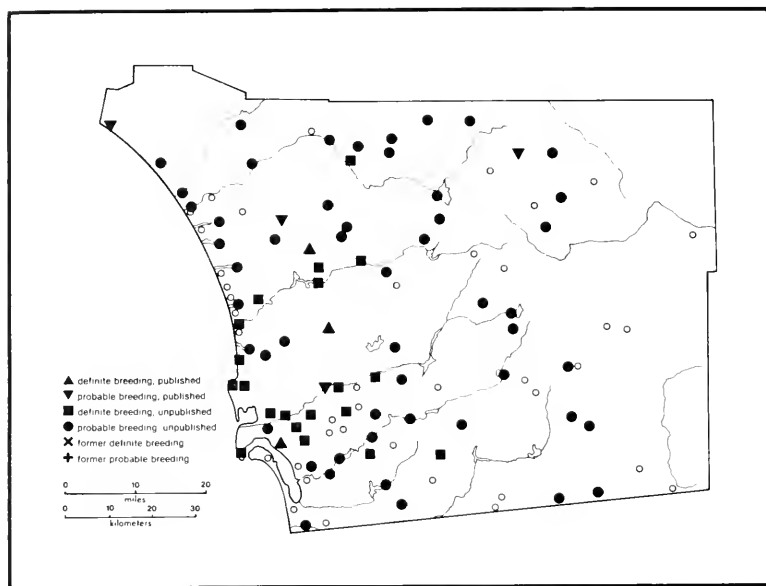 definite breeding, published
probable breeding, published
definite breeding, unpublished
probable breeding unpublished
former definite breeding
former probable breeding
0 10 20
miles
0 10 20 30
kilometers